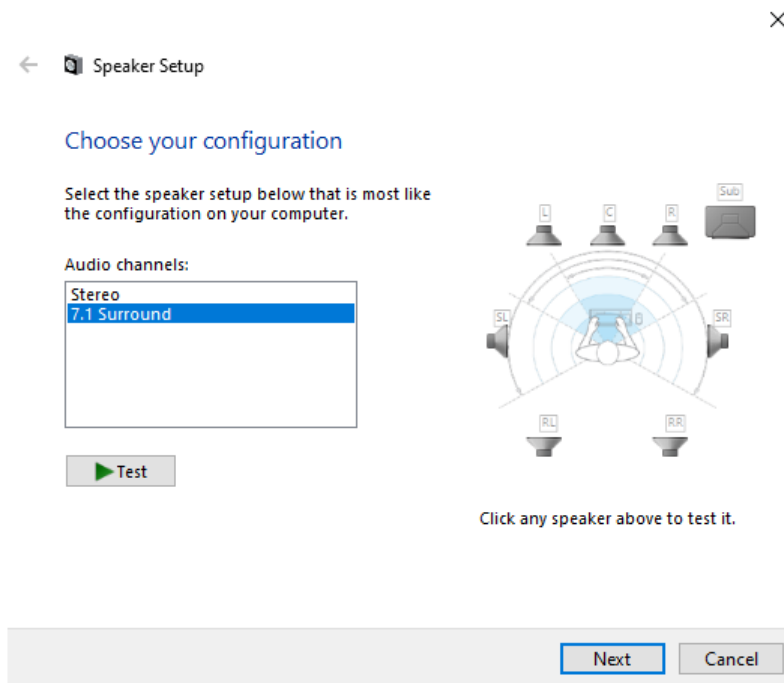 Speaker Setup
Choose your configuration
Select the speaker setup below that is most like
the configuration on your computer.
Audio channels:
Stereo
7.1 Surround
Test
Sub
L
C
R
SL
SR
RL
RR
Click any speaker above to test it.
Next
Cancel